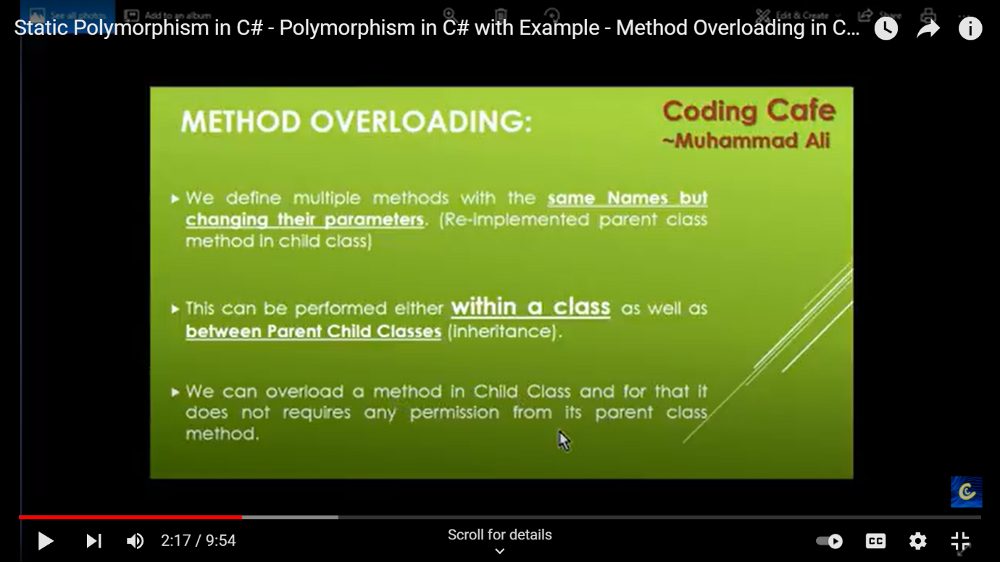 See all photos
Add to an album
Edit & Create
Share
Static Polymorphism in C# - Polymorphism in C# with Example - Method Overloading in C...
METHOD OVERLOADING:
Coding Cafe
~Muhammad Ali
We define multiple methods with the same Names but
changing their parameters. (Re-Implemented parent class
method in child class)
This can be performed either within a class as well as
between Parent Child Classes (inheritance).
We can overload a method in Child Class and for that it
does not requires any permission from its parent class
method.
2:17 / 9:54
Scroll for details
CC